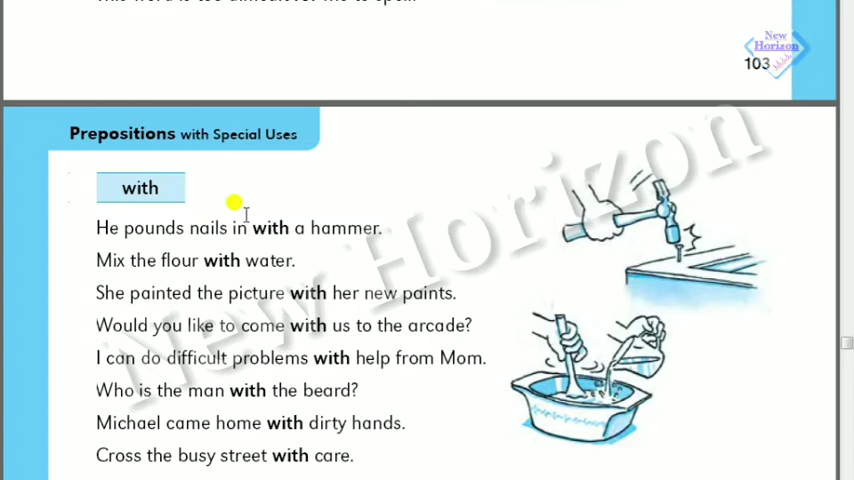 New
Horizon
103
Prepositions with Special Uses
with
He pounds nails in with a hammer.
Mix the flour with water.
She painted the picture with her new paints.
Would you like to come with us to the arcade?
I can do difficult problems with help from Mom.
Who is the man with the beard?
Michael came home with dirty hands.
Cross the busy street with care.
New Horizon